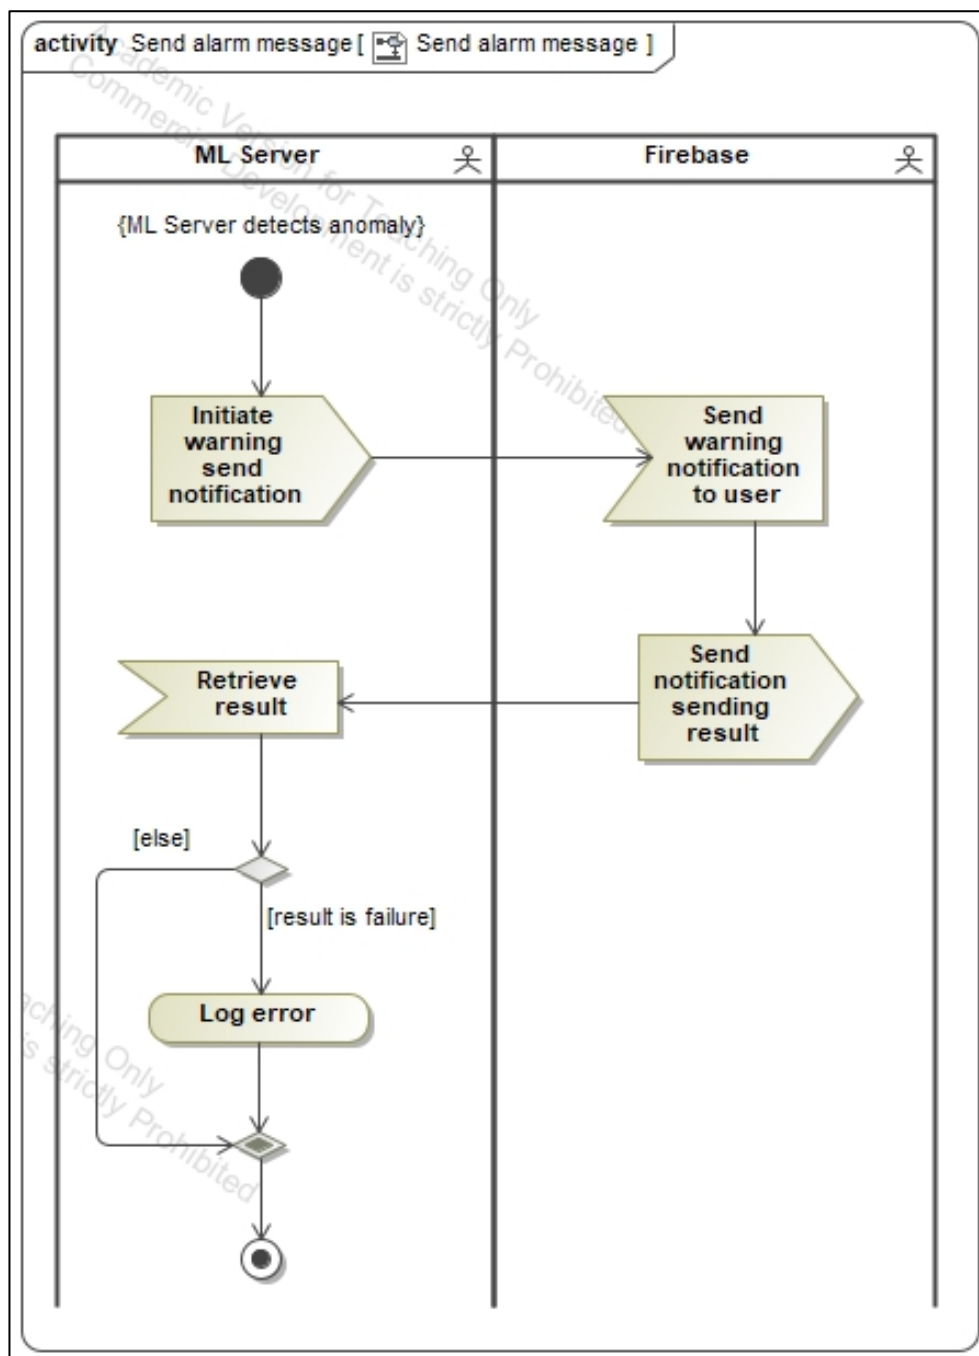 activity Send alarm message [ Send alarm message ]
Academic Version for Teaching Only
Commercial Development is strictly Prohibited
ML Server
Firebase
{ML Server detects anomaly}
Initiate
warning
send
notification
Send
warning
notification
to user
Send
notification
sending
result
Retrieve
result
[else]
[result is failure]
Log error
aching Only
is strictly Prohibited